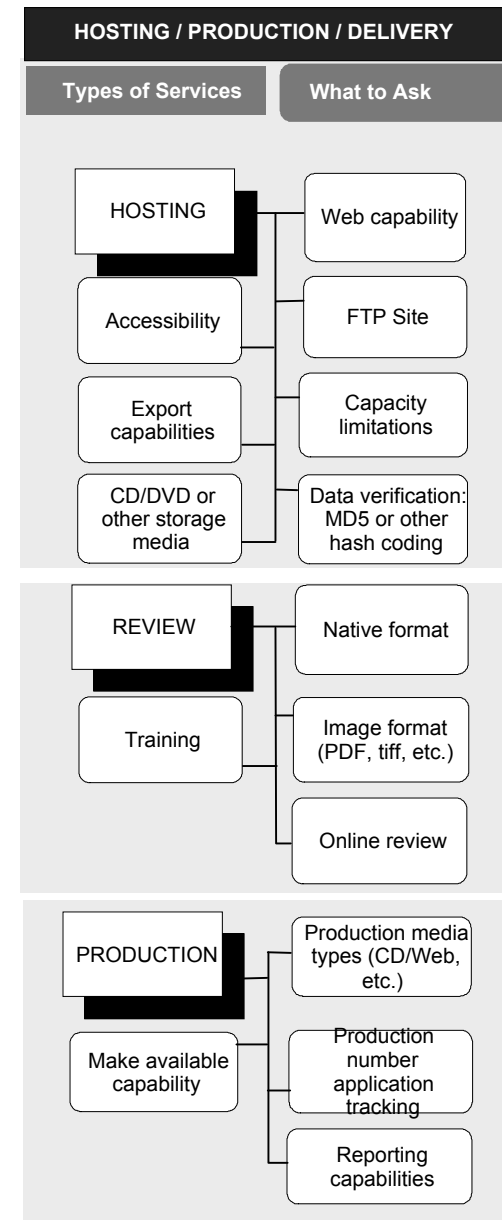 HOSTING / PRODUCTION / DELIVERY
Types of Services
What to Ask
HOSTING
Web capability
Accessibility
FTP Site
Export
capabilities
Capacity
limitations
CD/DVD or
other storage
media
Data verification:
MD5 or other
hash coding
REVIEW
Native format
Training
Image format
(PDF, tiff, etc.)
Online review
PRODUCTION
Production media
types (CD/Web,
etc.)
Make available
capability
Production
number
application
tracking
Reporting
capabilities